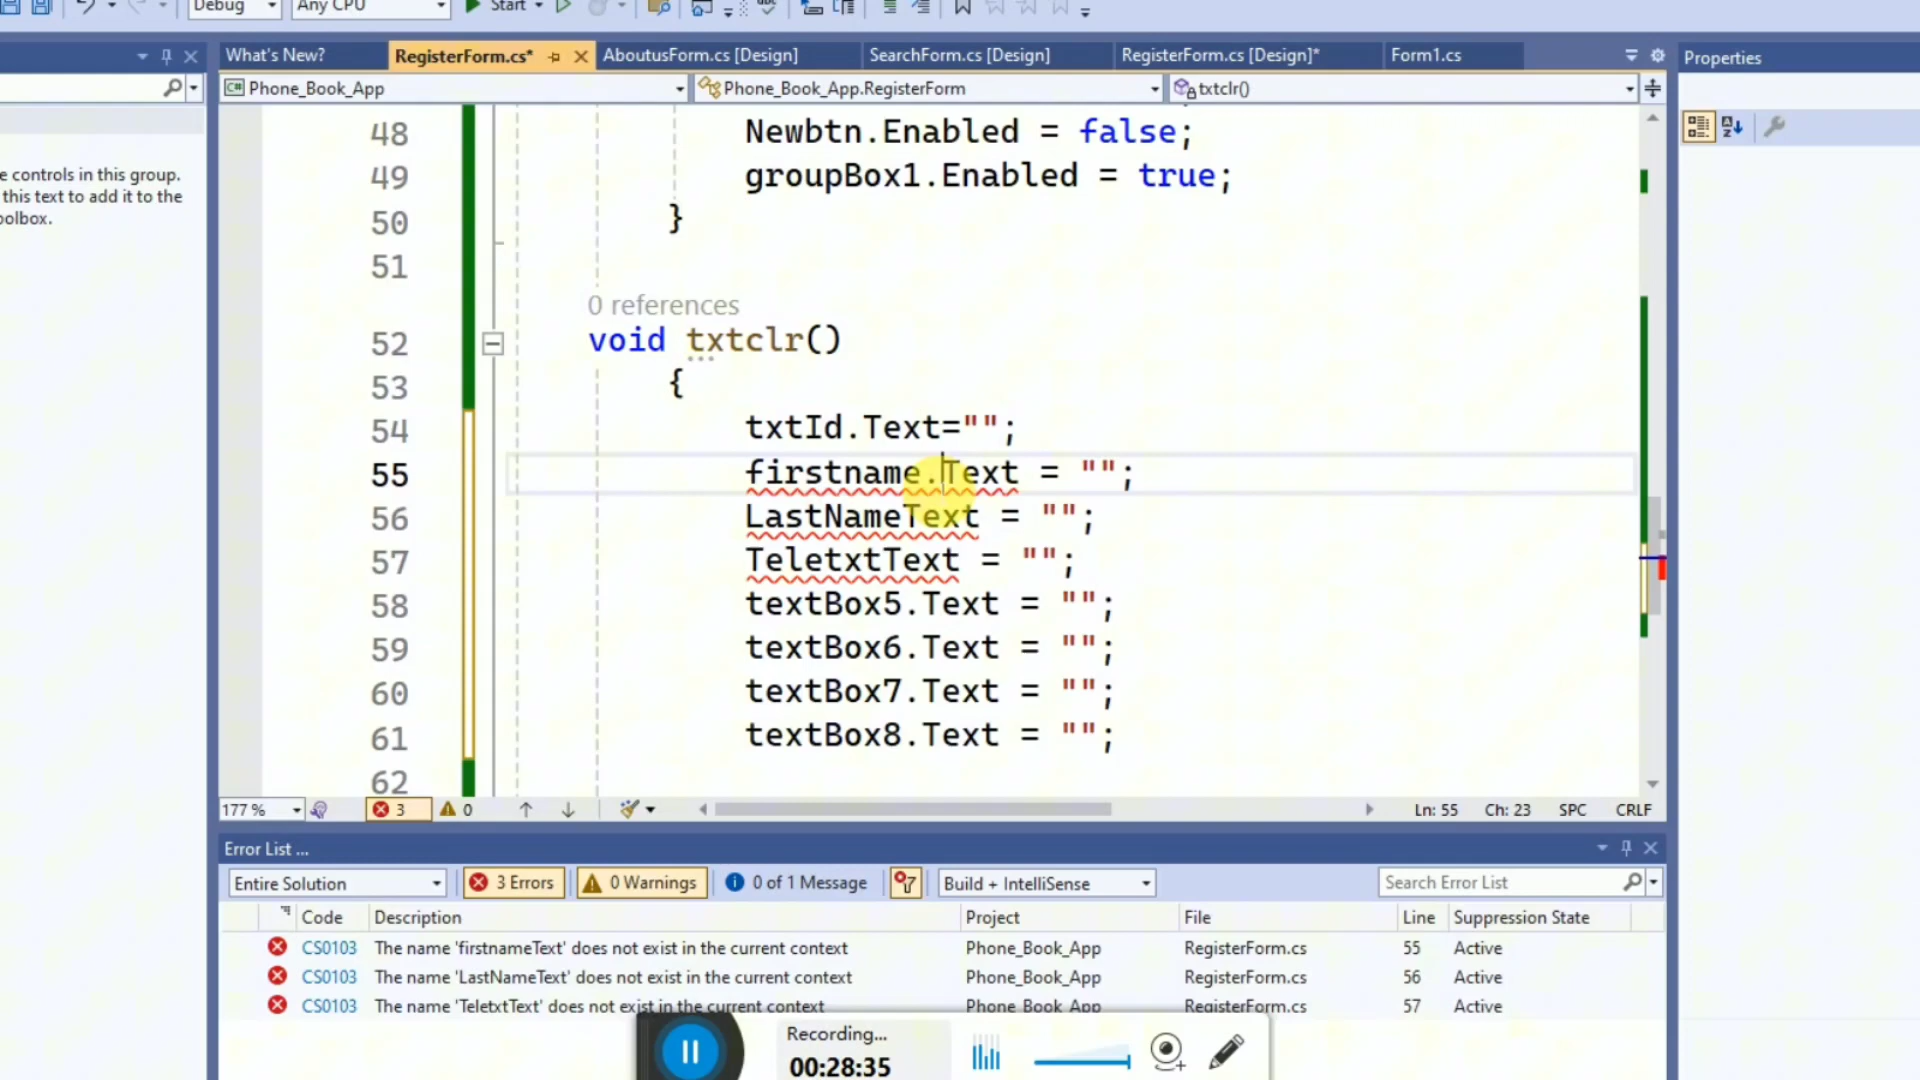 Debug Any CPU Start
What's New? RegisterForm.cs* AboutusForm.cs [Design] SearchForm.cs [Design] RegisterForm.cs [Design]* Form1.cs Properties
Phone_Book_App Phone_Book_App.RegisterForm txtclr()
e controls in this group.
this text to add it to the
oolbox.
48 Newbtn.Enabled = false;
49 groupBox1.Enabled = true;
50 }
51
0 references
52 void txtclr()
53 {
54 txtId.Text="";
55 firstname.Text = "";
56 LastNameText = "";
57 TeletxtText = "";
58 textBox5.Text = "";
59 textBox6.Text = "";
60 textBox7.Text = "";
61 textBox8.Text = "";
62
177 % 3 0 Ln: 55 Ch: 23 SPC CRLF
Error List ...
Entire Solution 3 Errors 0 Warnings 0 of 1 Message Build + IntelliSense Search Error List
Code Description Project File Line Suppression State
CS0103 The name 'firstnameText' does not exist in the current context Phone_Book_App RegisterForm.cs 55 Active
CS0103 The name 'LastNameText' does not exist in the current context Phone_Book_App RegisterForm.cs 56 Active
CS0103 The name 'TeletxtText' does not exist in the current context Phone_Book_App RegisterForm.cs 57 Active
Recording...
00:28:35